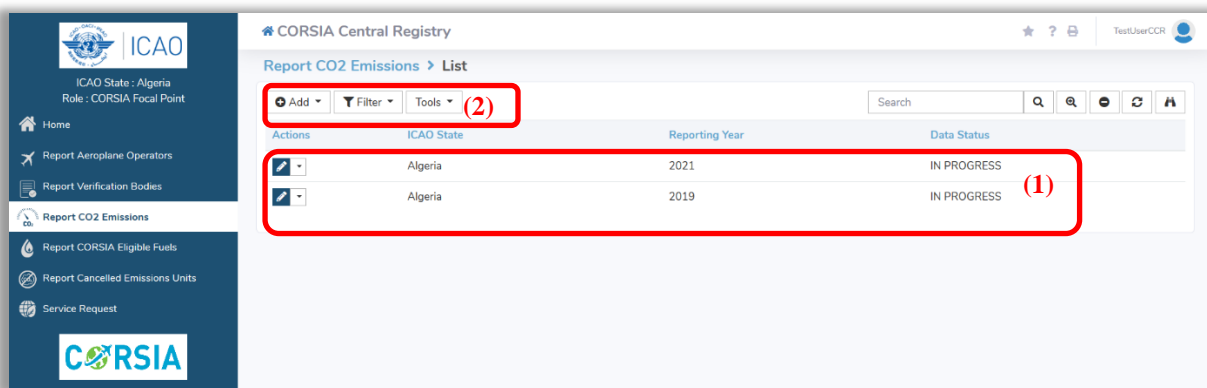 ICAO
ICAO State : Algeria
Role : CORSIA Focal Point
Home
Report Aeroplane Operators
Report Verification Bodies
CO₂
Report CO2 Emissions
Report CORSIA Eligible Fuels
Report Cancelled Emissions Units
Service Request
CORSIA
CORSIA Central Registry
? TestUserCCR
Report CO2 Emissions > List
Add Filter Tools (2) Search
Actions ICAO State Reporting Year Data Status
Algeria 2021 IN PROGRESS
(1)
Algeria 2019 IN PROGRESS